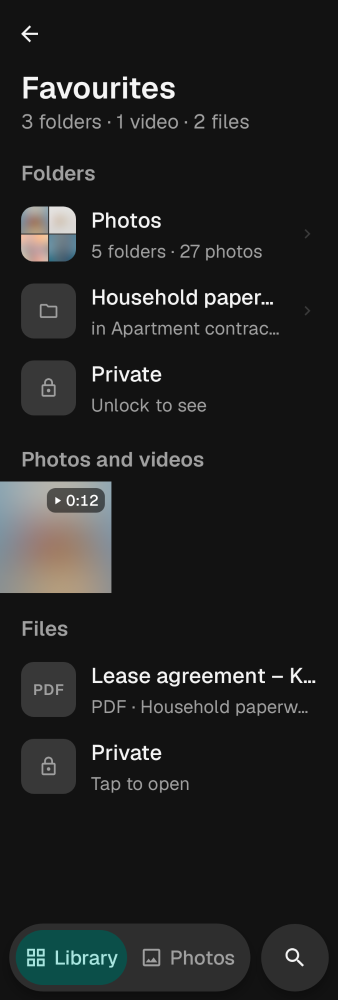 Favourites
3 folders · 1 video · 2 files
Folders
Photos
5 folders · 27 photos
Household paper…
in Apartment contrac…
Private
Unlock to see
Photos and videos
0:12
Files
PDF
Lease agreement – K…
PDF · Household paperw…
Private
Tap to open
Library
Photos